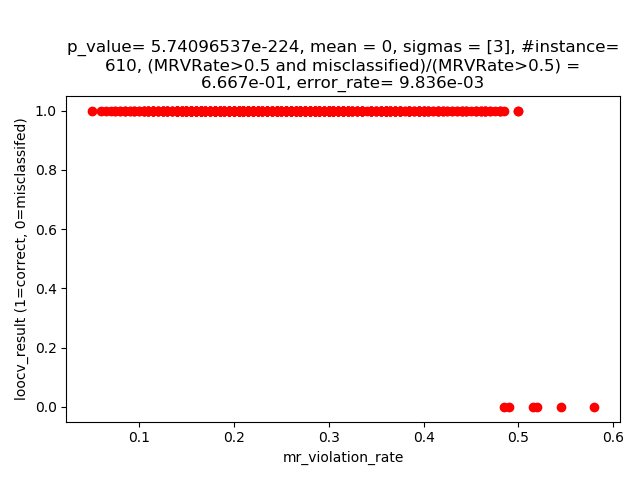 p_value= 5.74096537e-224, mean = 0, sigmas = [3], #instance=
610, (MRVRate>0.5 and misclassified)/(MRVRate>0.5) =
6.667e-01, error_rate= 9.836e-03
loocv_result (1=correct, 0=misclassifed)
1.0
0.8
0.6
0.4
0.2
0.0
0.1 0.2 0.3 0.4 0.5 0.6
mr_violation_rate